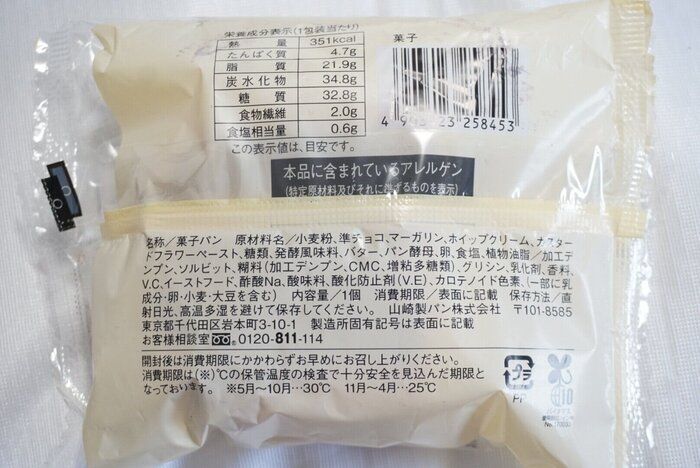 栄養成分表示(1包装当たり)
熱量 351kcal
たんぱく質 4.7g
脂質 21.9g
炭水化物 34.8g
糖質 32.8g
食物繊維 2.0g
食塩相当量 0.6g
この表示値は、目安です。
菓子
258453
本品に含まれているアレルゲン
(特定原材料及びそれに準ずるものを表示)
名称/菓子パン 原材料名/小麦粉、準チョコ、マーガリン、ホイップクリーム、カスター
ドフラワーペースト、糖類、発酵風味料、バター、パン酵母、卵、食塩、植物油脂/加工デ
ンプン、ソルビット、糊料(加工デンプン、CMC、増粘多糖類)、グリシン、乳化剤、香料、
V.C、イーストフード、酢酸Na、酸味料、酸化防止剤(V.E)、カロテノイド色素、(一部に乳
成分・卵・小麦・大豆を含む) 内容量/1個 消費期限/表面に記載 保存方法/直
射日光、高温多湿を避けて保存してください。 山崎製パン株式会社 〒101-8585
東京都千代田区岩本町3-10-1 製造所固有記号は表面に記載
お客様相談室 0120-811-114
開封後は消費期限にかかわらずお早めにお召し上がりください。
消費期限は(※)℃の保管温度の検査で十分安全を見込んだ期限と
なっております。 ※5月〜10月…30℃ 11月〜4月…25℃
プラ
PP
バイオマス